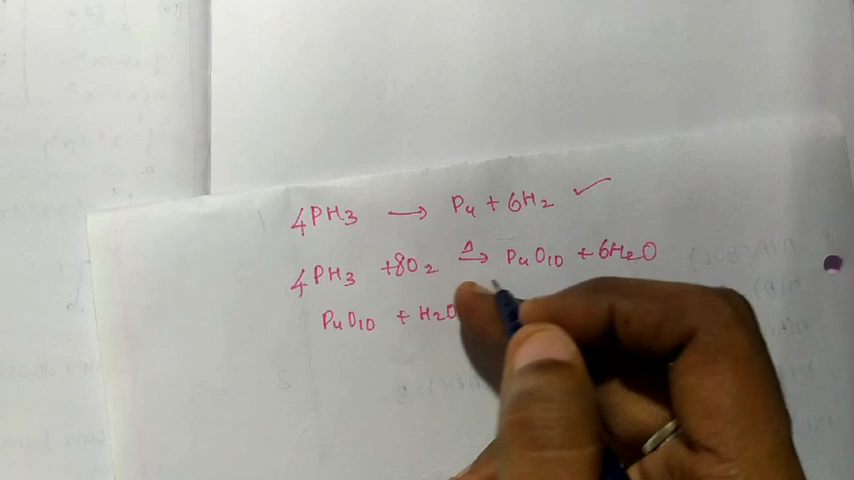 4PH3 → P4 + 6H2 ✓
4PH3 + 8O2 Δ→ P4O10 + 6H2O
P4O10 + H2O